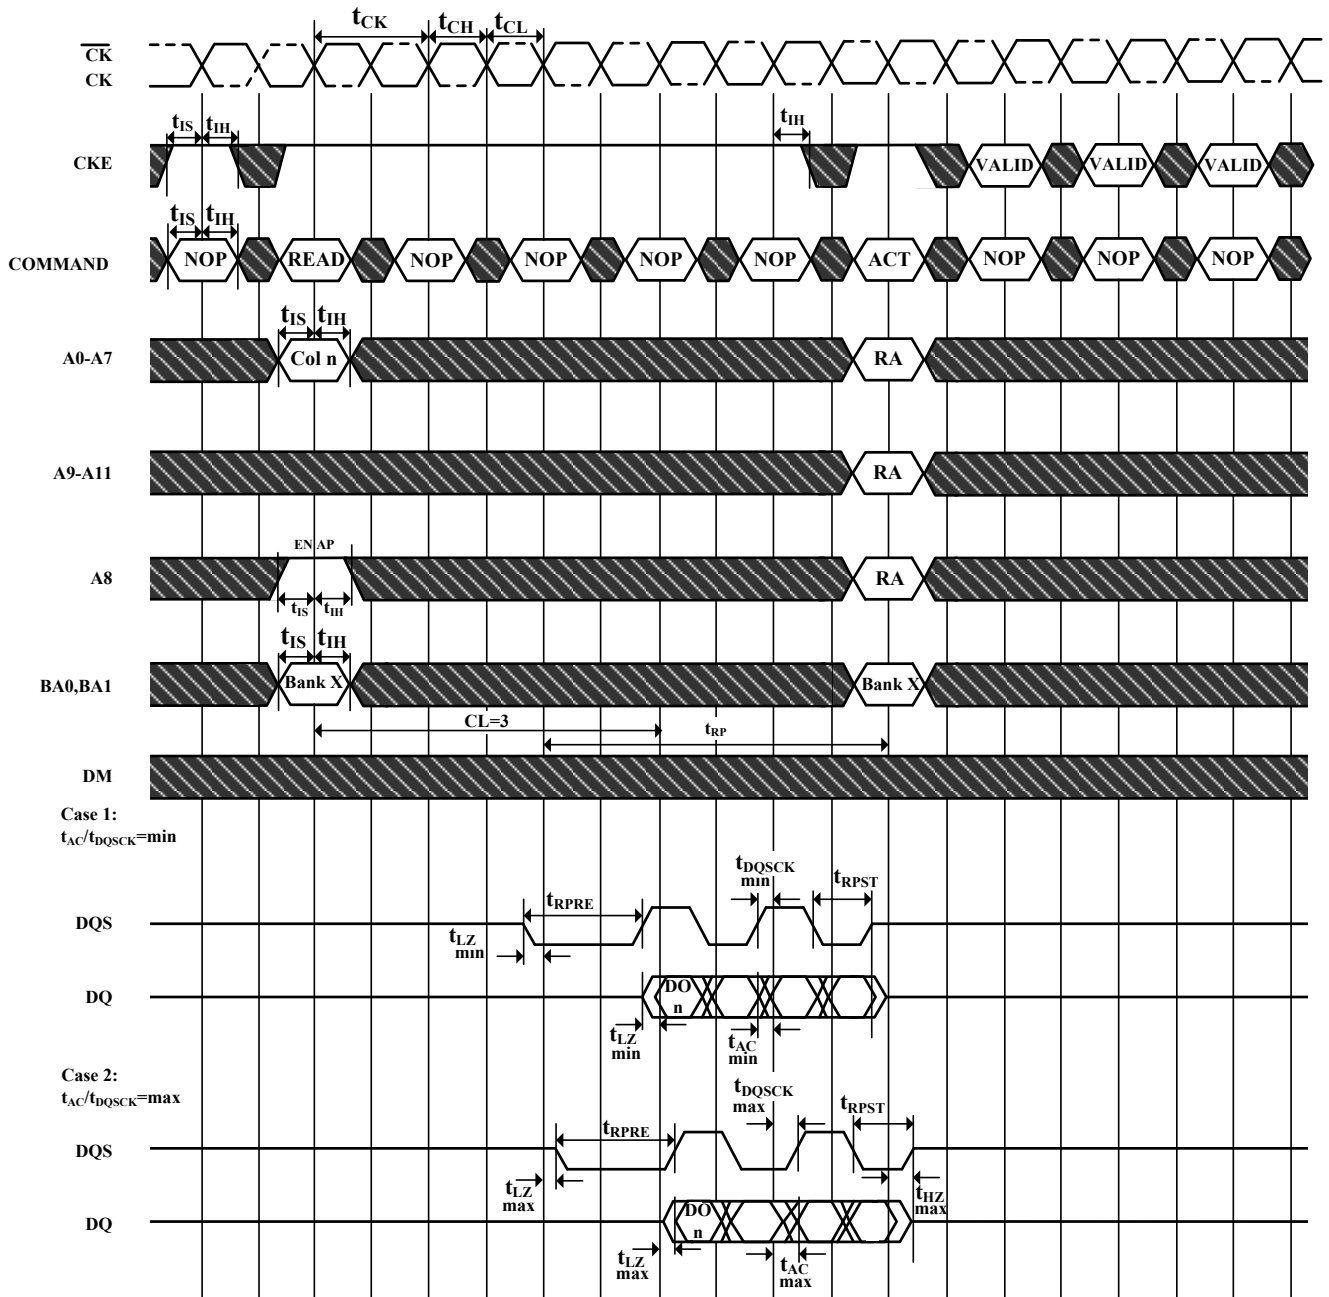 tCK tCH tCL
CK
CK
tIS tIH tIH
CKE VALID VALID VALID
tIS tIH
COMMAND NOP READ NOP NOP NOP NOP ACT NOP NOP NOP
tIS tIH
A0-A7 Col n RA
A9-A11 RA
EN AP
A8 RA
tIS tIH
tIS tIH
BA0,BA1 Bank X Bank X
CL=3 tRP
DM
Case 1:
tAC/tDQSCK=min
tDQSCK min tRPST
tRPRE
DQS
tLZ min
DQ DO n
tLZ min tAC min
Case 2:
tAC/tDQSCK=max
tDQSCK max tRPST
tRPRE
DQS
tLZ max tHZ max
DQ DO n
tLZ max tAC max